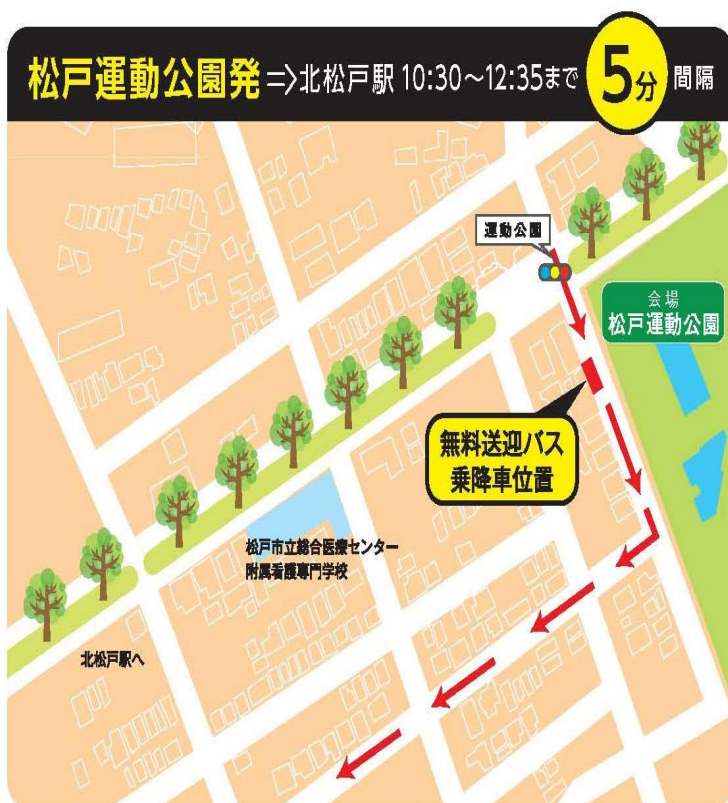 松戸運動公園発⇒北松戸駅 10:30～12:35まで 5分 間隔
運動公園
会場
松戸運動公園
無料送迎バス
乗降車位置
松戸市立総合医療センター
附属看護専門学校
北松戸駅へ